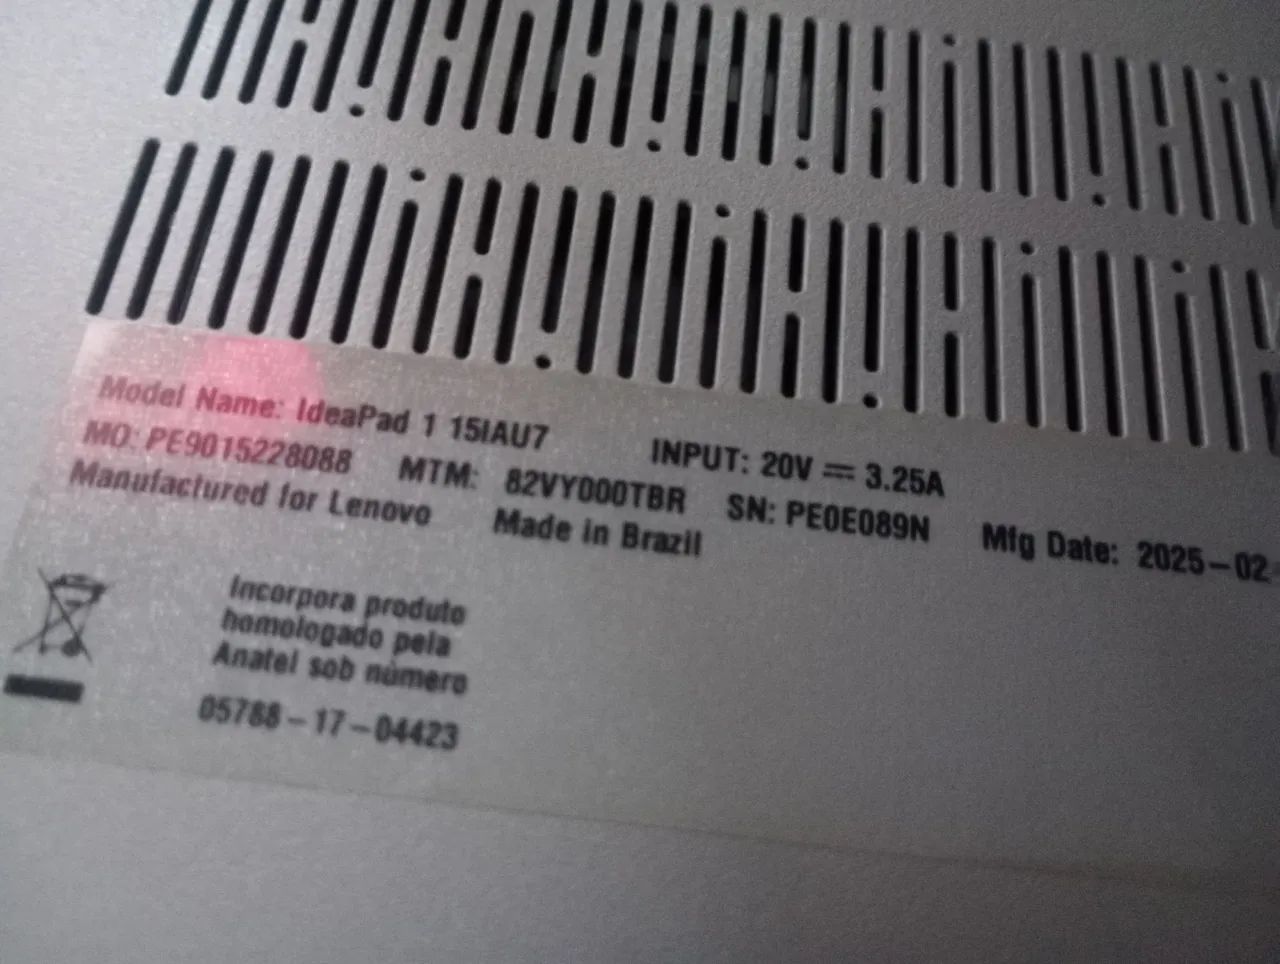 Model Name: IdeaPad 1 15IAU7 INPUT: 20V ⎓ 3.25A
MO: PE9015228088 MTM: 82VY000TBR SN: PE0E089N Mfg Date: 2025-02
Manufactured for Lenovo Made in Brazil
Incorpora produto
homologado pela
Anatel sob número
05788-17-04423